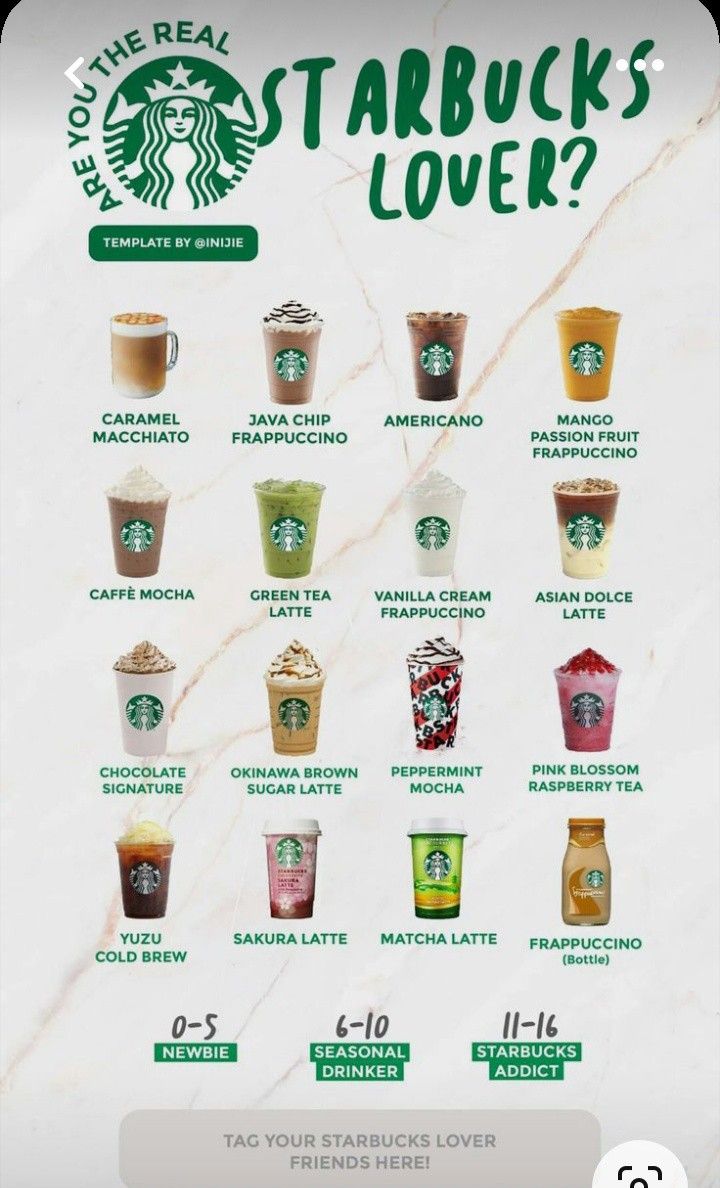 ARE YOU THE REAL
STARBUCKS
LOVER?
TEMPLATE BY @INIJIE
CARAMEL
MACCHIATO
JAVA CHIP
FRAPPUCCINO
AMERICANO
MANGO
PASSION FRUIT
FRAPPUCCINO
CAFFÈ MOCHA
GREEN TEA
LATTE
VANILLA CREAM
FRAPPUCCINO
ASIAN DOLCE
LATTE
CHOCOLATE
SIGNATURE
OKINAWA BROWN
SUGAR LATTE
PEPPERMINT
MOCHA
PINK BLOSSOM
RASPBERRY TEA
SAKURA
LATTE
YUZU
COLD BREW
SAKURA LATTE
MATCHA LATTE
FRAPPUCCINO
(Bottle)
0-5
NEWBIE
6-10
SEASONAL
DRINKER
11-16
STARBUCKS
ADDICT
TAG YOUR STARBUCKS LOVER
FRIENDS HERE!